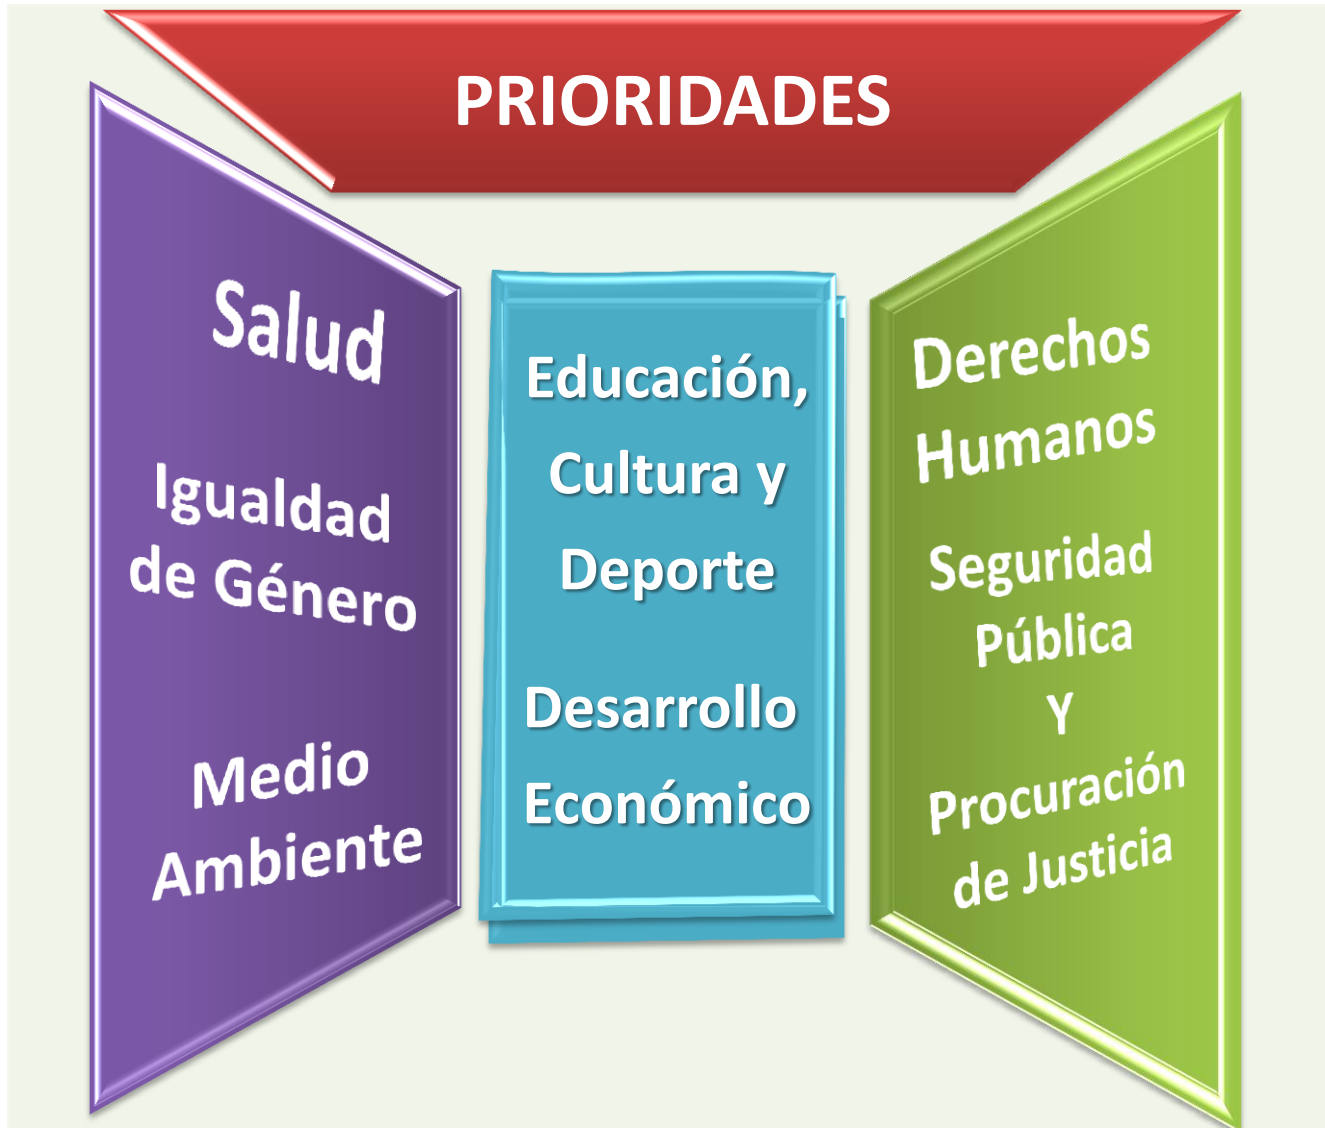 PRIORIDADES
Salud
Igualdad
de Género
Medio
Ambiente
Educación,
Cultura y
Deporte
Desarrollo
Económico
Derechos
Humanos
Seguridad
Pública
Y
Procuración
de Justicia